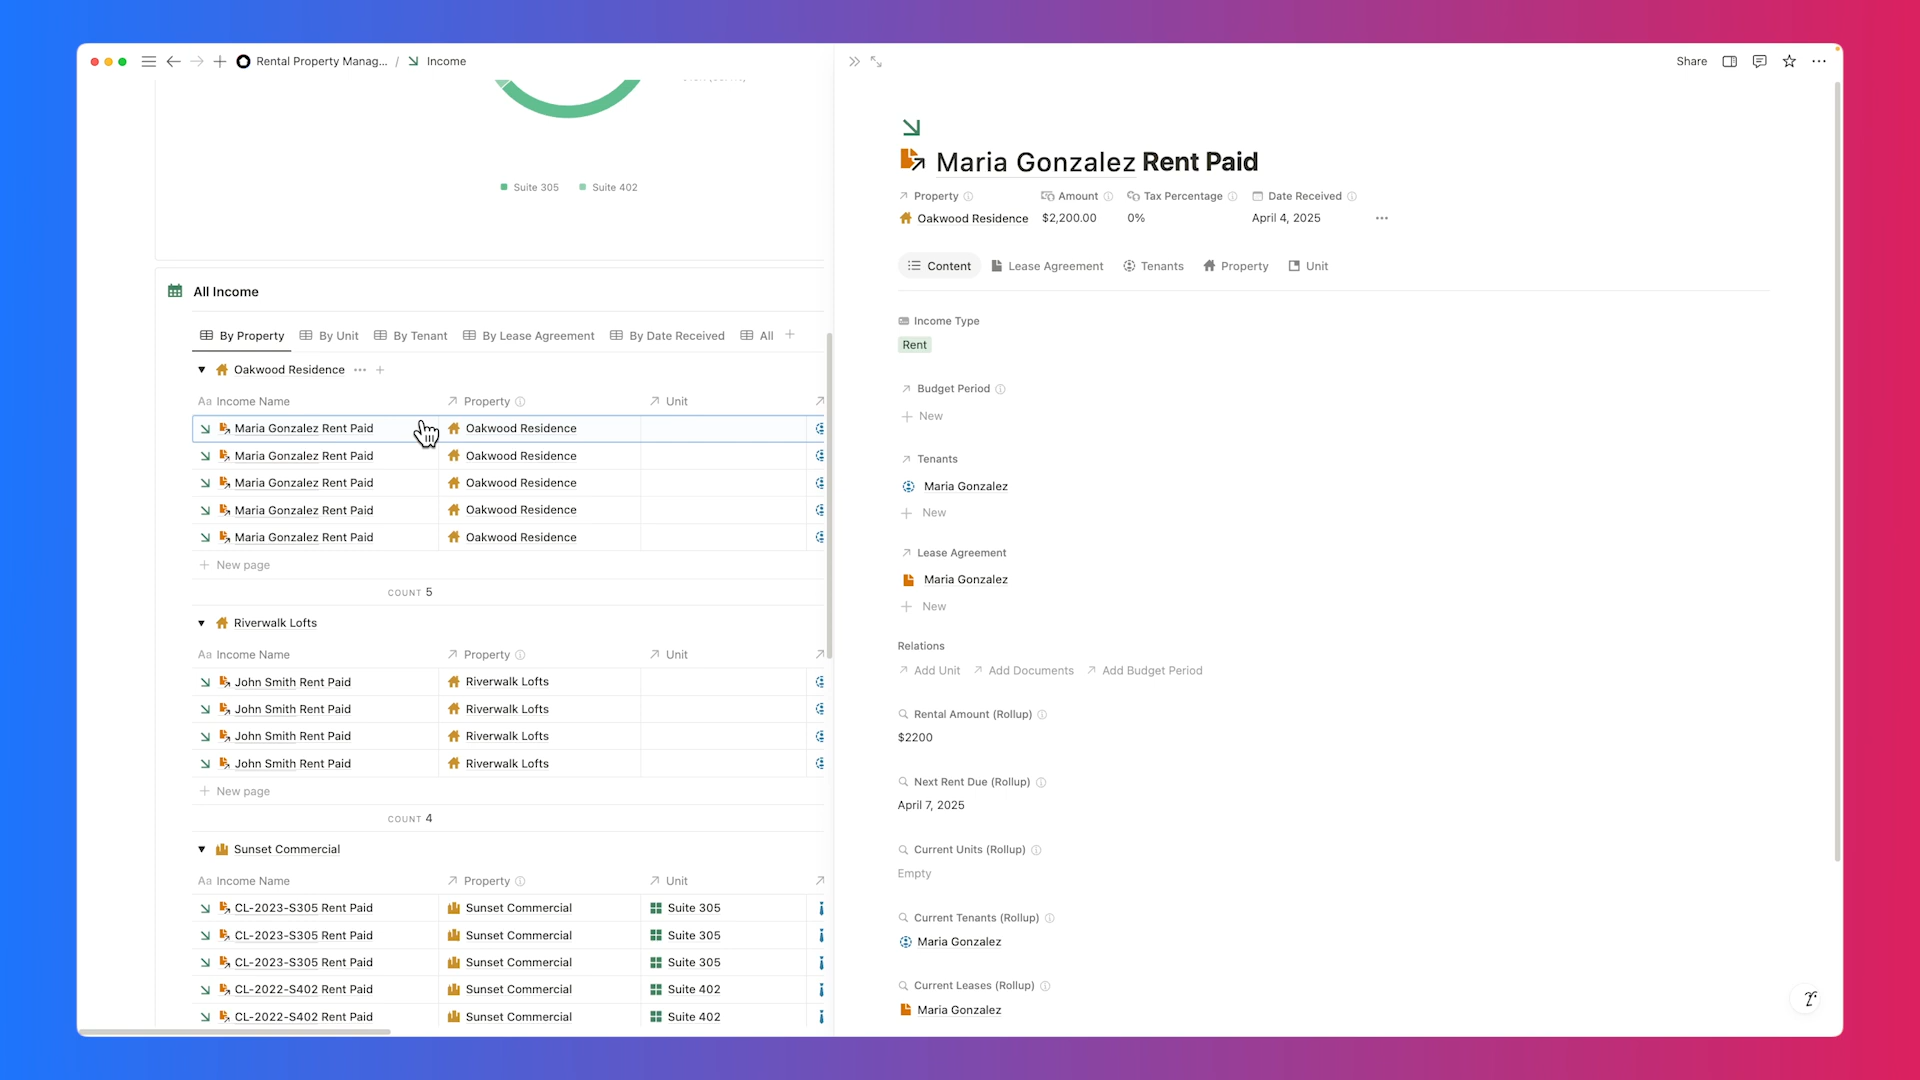 Rental Property Manag... / Income
Suite 305 Suite 402
All Income
By Property By Unit By Tenant By Lease Agreement By Date Received All
Oakwood Residence
Aa Income Name Property Unit
Maria Gonzalez Rent Paid Oakwood Residence
Maria Gonzalez Rent Paid Oakwood Residence
Maria Gonzalez Rent Paid Oakwood Residence
Maria Gonzalez Rent Paid Oakwood Residence
Maria Gonzalez Rent Paid Oakwood Residence
New page
COUNT 5
Riverwalk Lofts
Aa Income Name Property Unit
John Smith Rent Paid Riverwalk Lofts
John Smith Rent Paid Riverwalk Lofts
John Smith Rent Paid Riverwalk Lofts
John Smith Rent Paid Riverwalk Lofts
New page
COUNT 4
Sunset Commercial
Aa Income Name Property Unit
CL-2023-S305 Rent Paid Sunset Commercial Suite 305
CL-2023-S305 Rent Paid Sunset Commercial Suite 305
CL-2023-S305 Rent Paid Sunset Commercial Suite 305
CL-2022-S402 Rent Paid Sunset Commercial Suite 402
CL-2022-S402 Rent Paid Sunset Commercial Suite 402
Share
Maria Gonzalez Rent Paid
Property Amount Tax Percentage Date Received
Oakwood Residence $2,200.00 0% April 4, 2025
Content Lease Agreement Tenants Property Unit
Income Type
Rent
Budget Period
New
Tenants
Maria Gonzalez
New
Lease Agreement
Maria Gonzalez
New
Relations
Add Unit Add Documents Add Budget Period
Rental Amount (Rollup)
$2200
Next Rent Due (Rollup)
April 7, 2025
Current Units (Rollup)
Empty
Current Tenants (Rollup)
Maria Gonzalez
Current Leases (Rollup)
Maria Gonzalez